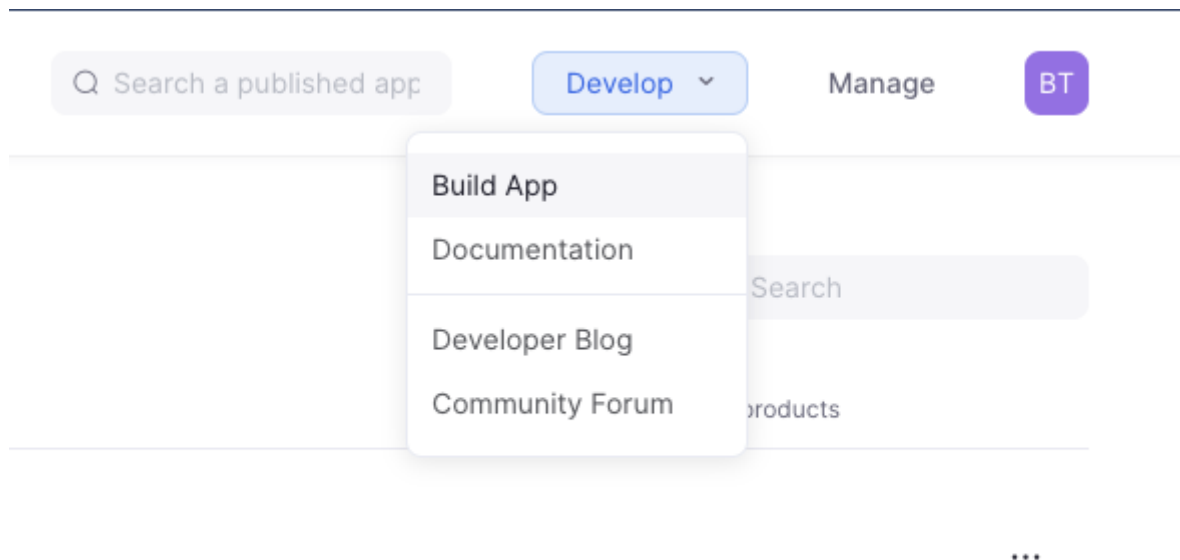 Search a published app
Develop
Manage
BT
Build App
Documentation
Search
Developer Blog
Community Forum
products
...